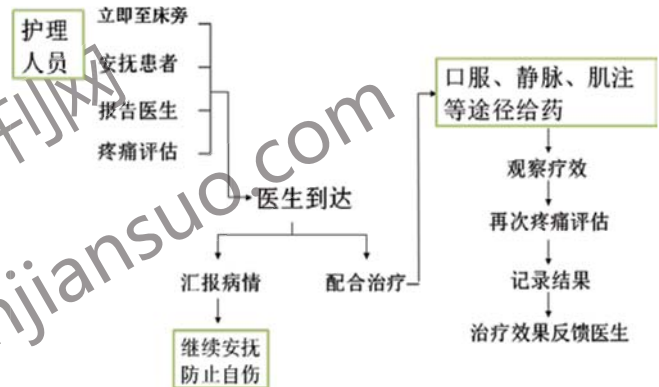 护理
人员
立即至床旁
安抚患者
报告医生
疼痛评估
医生到达
汇报病情
配合治疗
继续安抚
防止自伤
口服、静脉、肌注
等途径给药
观察疗效
再次疼痛评估
记录结果
治疗效果反馈医生
刊网
njiansuo.com